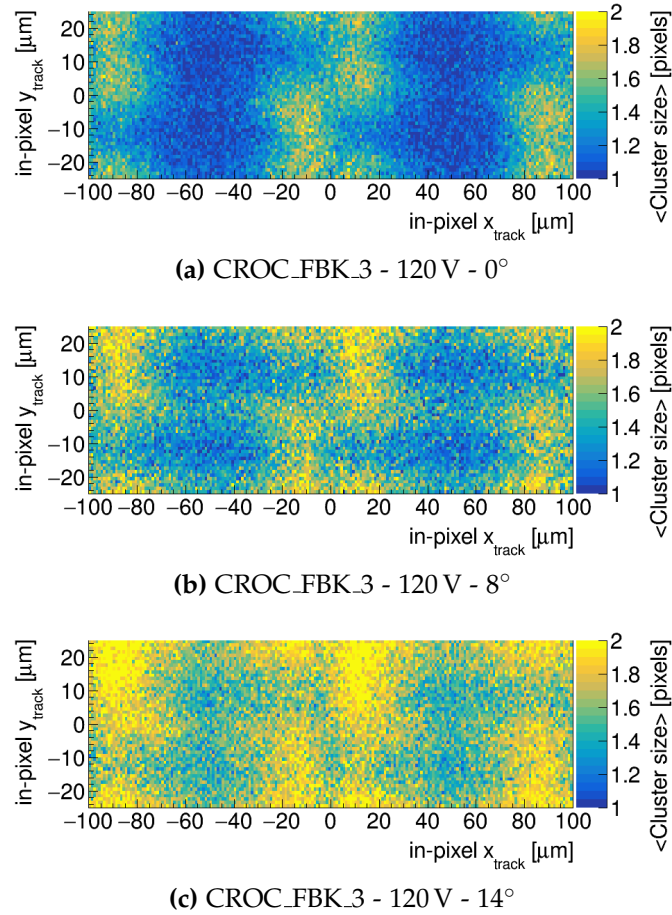 in-pixel y_track [µm]
20
10
0
−10
−20
−100 −80 −60 −40 −20 0 20 40 60 80 100
in-pixel x_track [µm]
2
1.8
1.6
1.4
1.2
1
<Cluster size> [pixels]
(a) CROC_FBK_3 - 120 V - 0°
in-pixel y_track [µm]
20
10
0
−10
−20
−100 −80 −60 −40 −20 0 20 40 60 80 100
in-pixel x_track [µm]
2
1.8
1.6
1.4
1.2
1
<Cluster size> [pixels]
(b) CROC_FBK_3 - 120 V - 8°
in-pixel y_track [µm]
20
10
0
−10
−20
−100 −80 −60 −40 −20 0 20 40 60 80 100
in-pixel x_track [µm]
2
1.8
1.6
1.4
1.2
1
<Cluster size> [pixels]
(c) CROC_FBK_3 - 120 V - 14°